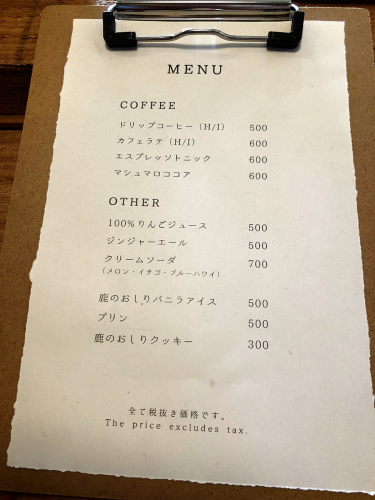 MENU
COFFEE
ドリップコーヒー（H/I） 500
カフェラテ（H/I） 600
エスプレッソトニック 600
マシュマロココア 600
OTHER
100%りんごジュース 500
ジンジャーエール 500
クリームソーダ 700
（メロン・イチゴ・ブルーハワイ）
鹿のおしりバニラアイス 500
プリン 500
鹿のおしりクッキー 300
全て税抜き価格です。
The price excludes tax.